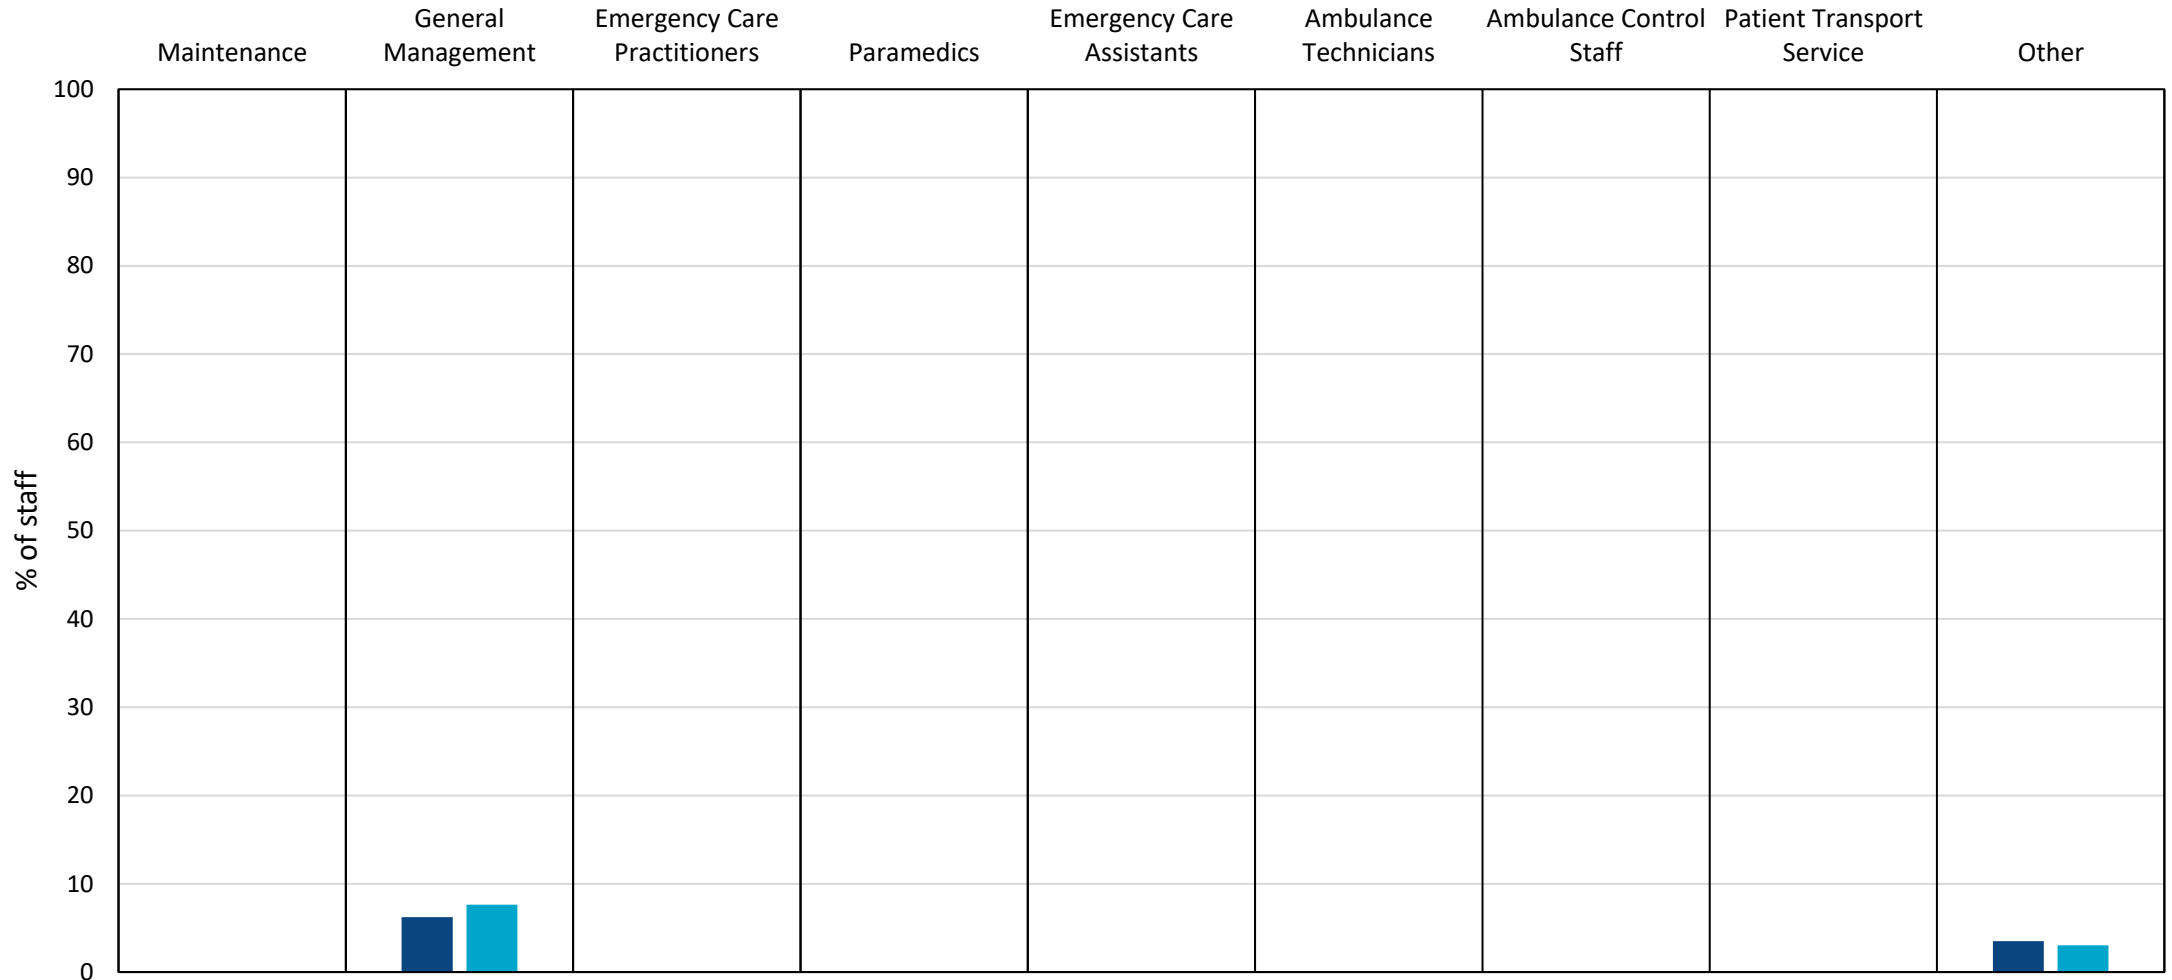 Maintenance
General
Management
Emergency Care
Practitioners
Paramedics
Emergency Care
Assistants
Ambulance
Technicians
Ambulance Control
Staff
Patient Transport
Service
Other
% of staff
100
90
80
70
60
50
40
30
20
10
0